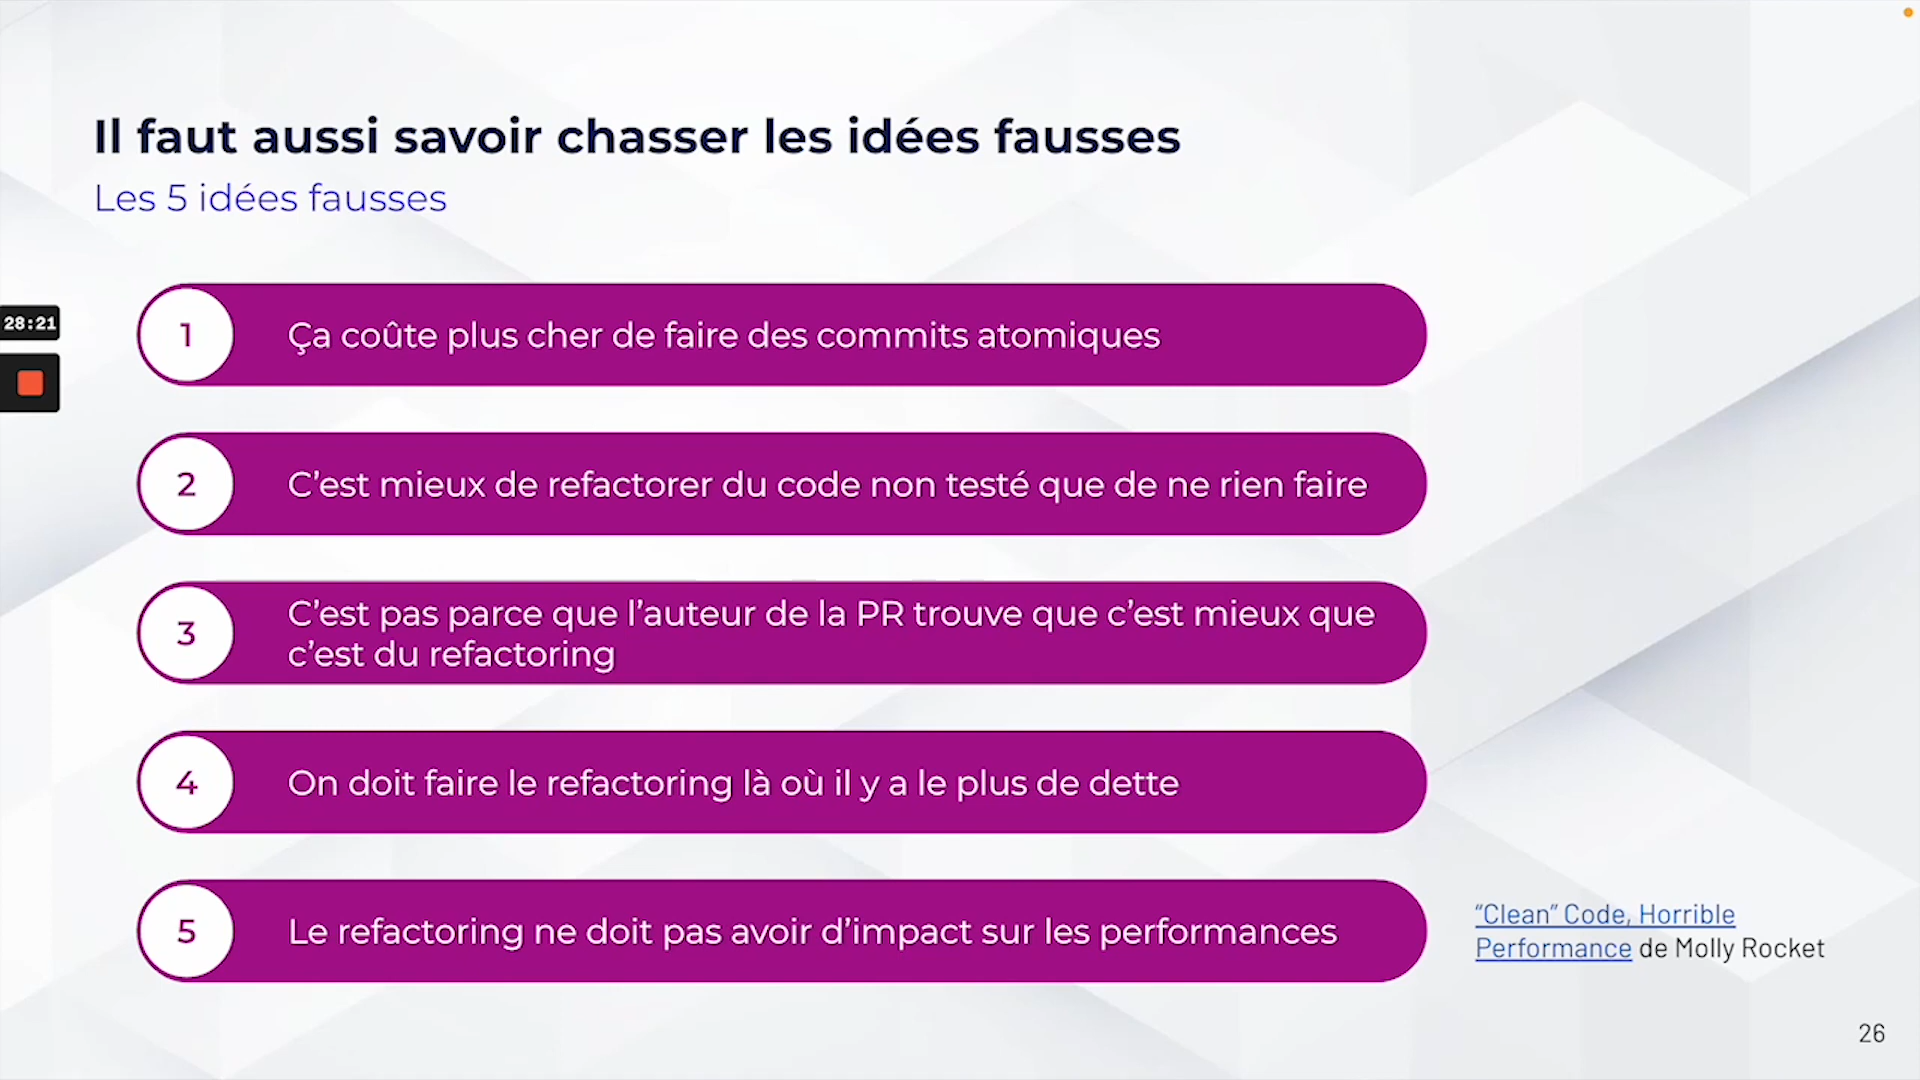 Il faut aussi savoir chasser les idées fausses
Les 5 idées fausses
28:21
1
Ça coûte plus cher de faire des commits atomiques
2
C’est mieux de refactorer du code non testé que de ne rien faire
3
C’est pas parce que l’auteur de la PR trouve que c’est mieux que
c’est du refactoring
4
On doit faire le refactoring là où il y a le plus de dette
5
Le refactoring ne doit pas avoir d’impact sur les performances
“Clean” Code, Horrible
Performance de Molly Rocket
26